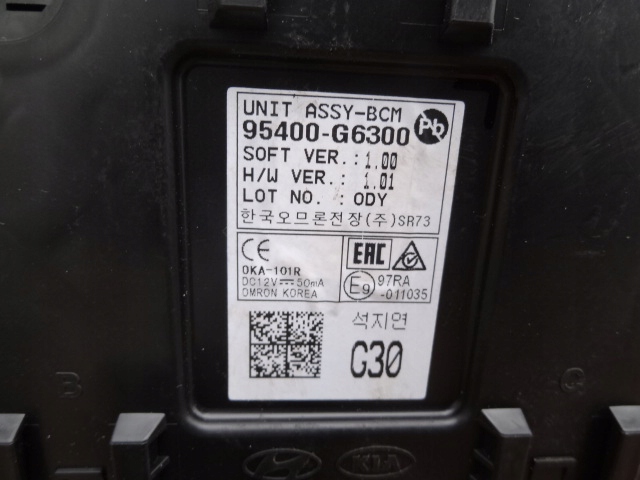 UNIT ASSY-BCM
95400-G6300
Pb
SOFT VER.: 1.00
H/W VER.: 1.01
LOT NO. : ODY
한국오므론전장(주)SR73
CE
OKA-101R
DC12V⎓50mA
OMRON KOREA
EAC
E9
97RA
-011035
석지연
G30
B
KIA